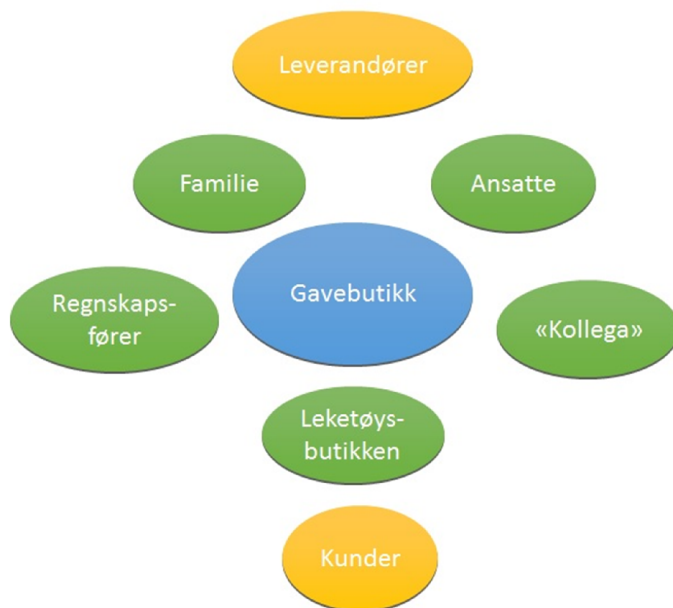 Leverandører
Familie
Ansatte
Gavebutikk
Regnskaps-
fører
«Kollega»
Leketøys-
butikken
Kunder